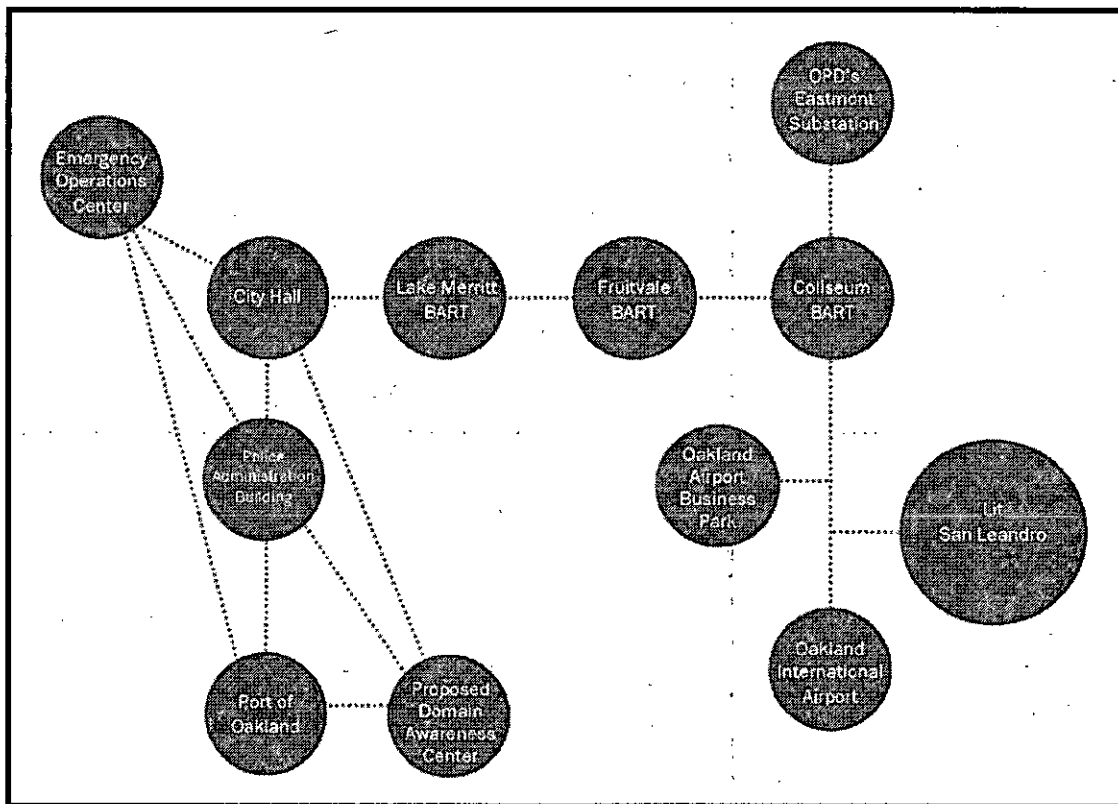 OPD's
Eastmont
Substation
Emergency
Operations
Center
City Hall
Lake Merritt
BART
Fruitvale
BART
Coliseum
BART
Police
Administration
Building
Oakland
Airport
Business
Park
Lit
San Leandro
Port of
Oakland
Proposed
Domain
Awareness
Center
Oakland
International
Airport